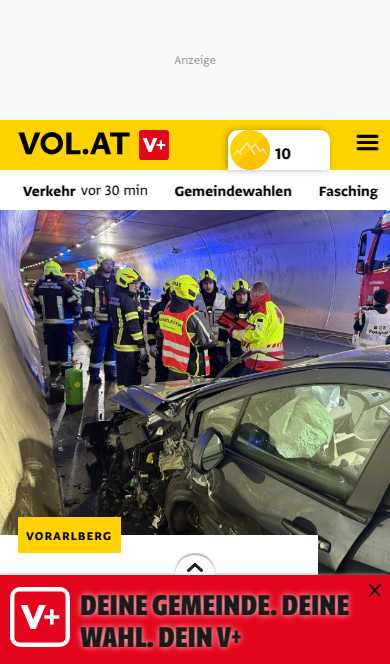 Anzeige
VOL.AT V+
10
Verkehr vor 30 min Gemeindewahlen Fasching
VORARLBERG
V+ DEINE GEMEINDE. DEINE
WAHL. DEIN V+